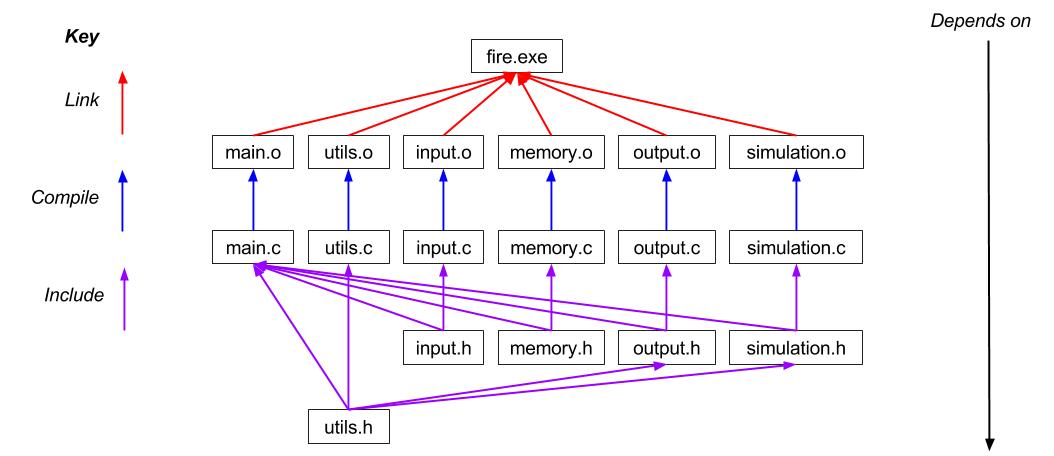 Depends on
Key
fire.exe
Link
main.o
utils.o
input.o
memory.o
output.o
simulation.o
Compile
main.c
utils.c
input.c
memory.c
output.c
simulation.c
Include
input.h
memory.h
output.h
simulation.h
utils.h